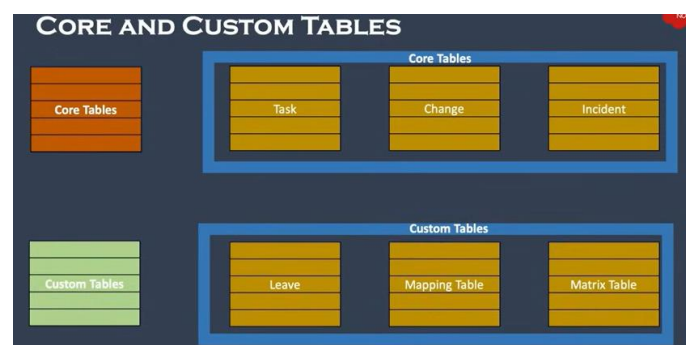 CORE AND CUSTOM TABLES
Core Tables
Core Tables
Task
Change
Incident
Custom Tables
Custom Tables
Leave
Mapping Table
Matrix Table